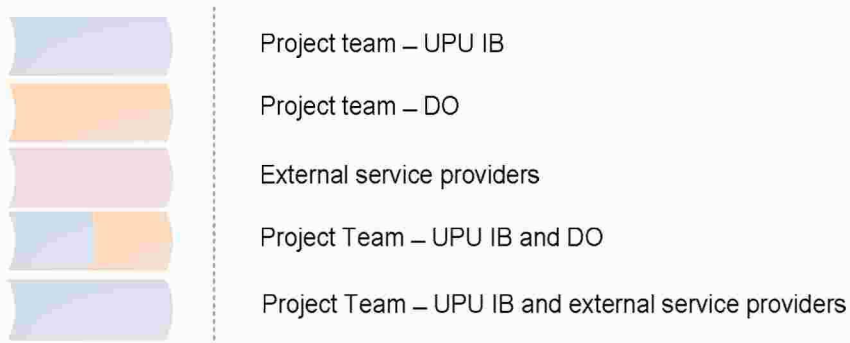 Project team – UPU IB
Project team – DO
External service providers
Project Team – UPU IB and DO
Project Team – UPU IB and external service providers